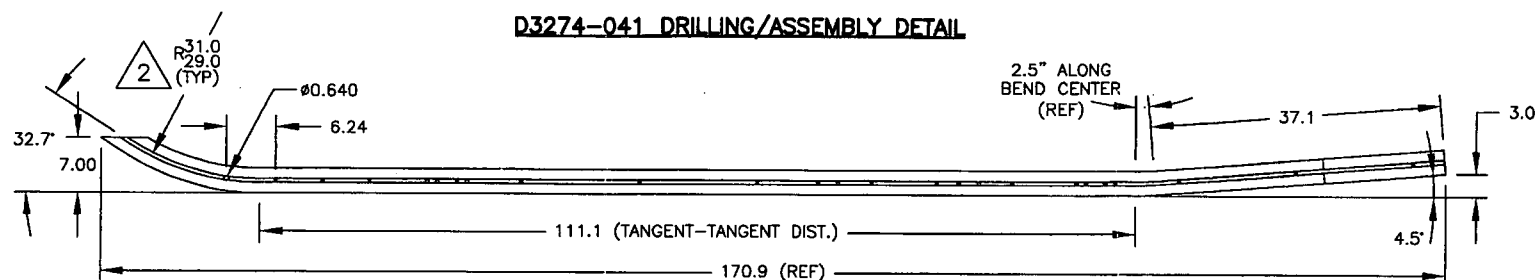 D3274-041 DRILLING/ASSEMBLY DETAIL
2
R31.0
29.0
(TYP)
2.5" ALONG
BEND CENTER
(REF)
Ø0.640
6.24
37.1
3.0
32.7°
7.00
111.1 (TANGENT-TANGENT DIST.)
4.5°
170.9 (REF)